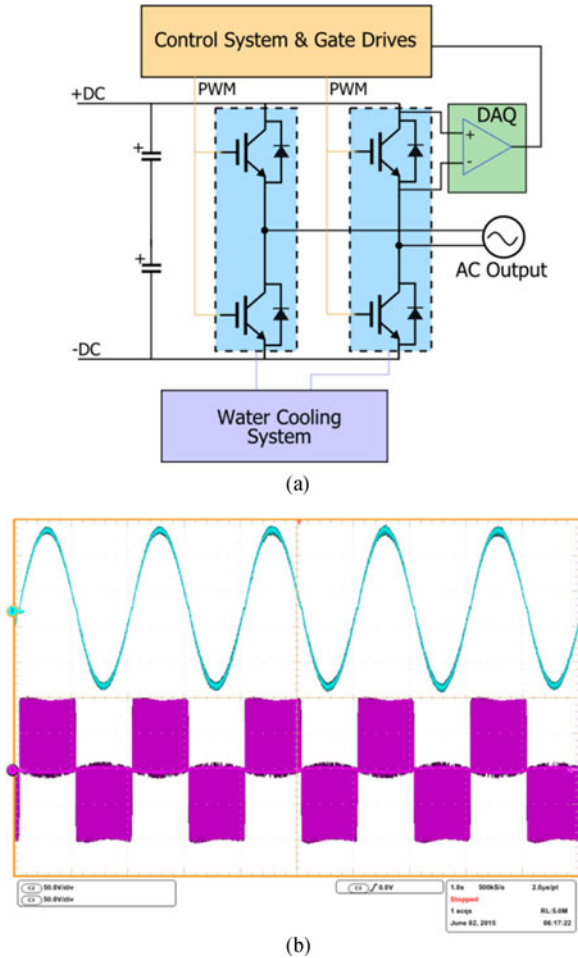 Control System & Gate Drives
PWM
PWM
+DC
DAQ
+
-
+
+
AC Output
-DC
Water Cooling
System
(a)
50.0V/div
50.0V/div
0.0V
1.0s 500kS/s 2.0μs/pt
Stopped
1 acqs RL:5.0M
June 02, 2015 06:17:22
(b)